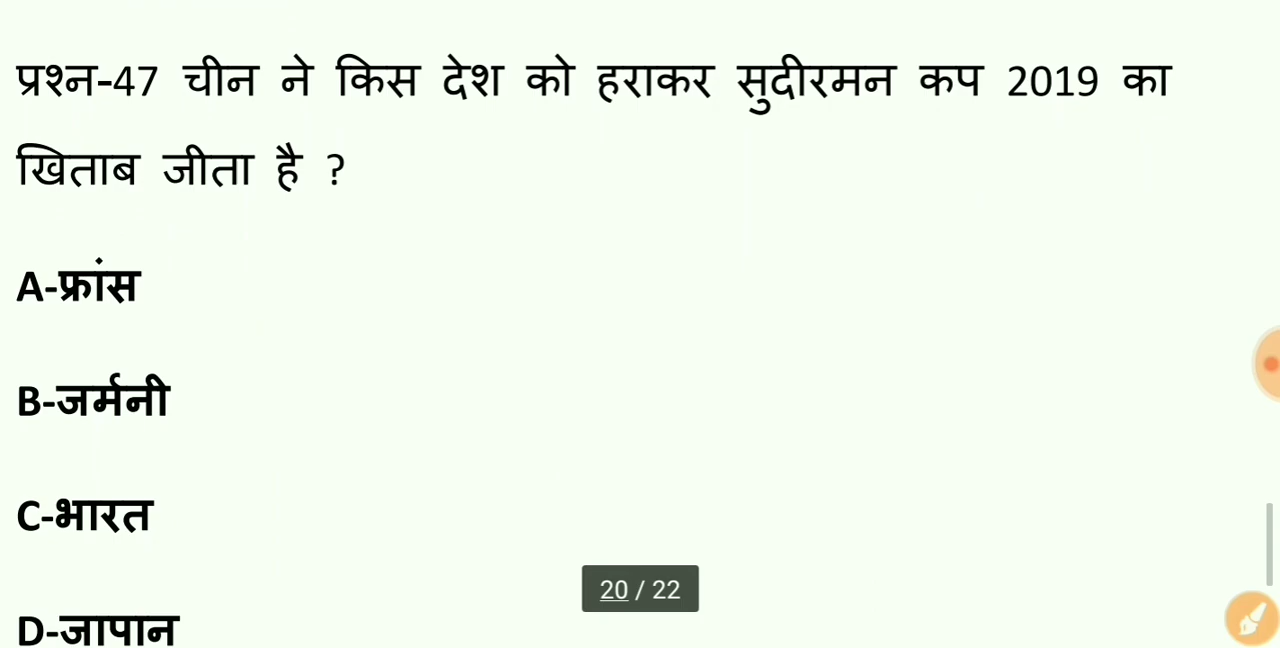 प्रश्न-47 चीन ने किस देश को हराकर सुदीरमन कप 2019 का
खिताब जीता है ?
A-फ्रांस
B-जर्मनी
C-भारत
20 / 22
D-जापान